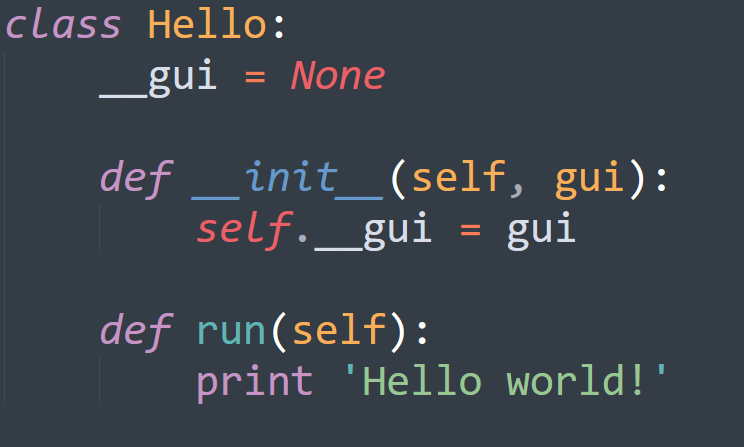 class Hello:
    __gui = None
    def __init__(self, gui):
        self.__gui = gui
    def run(self):
        print 'Hello world!'